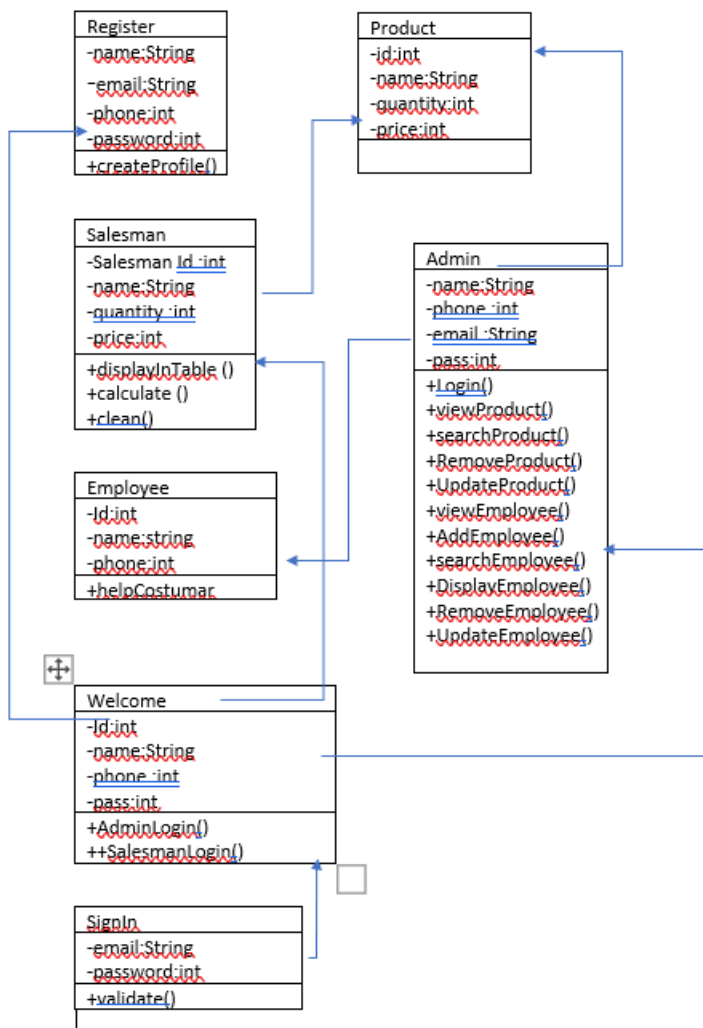 Register
-name:String
-email:String
-phone:int
-password:int
+createProfile()
Product
-id:int
-name:String
-quantity:int
-price:int
Salesman
-Salesman Id :int
-name:String
-quantity :int
-price:int
+displayInTable ()
+calculate ()
+clean()
Admin
-name:String
-phone :int
-email :String
-pass:int
+Login()
+viewProduct()
+searchProduct()
+RemoveProduct()
+UpdateProduct()
+viewEmployee()
+AddEmployee()
+searchEmployee()
+DisplayEmployee()
+RemoveEmployee()
+UpdateEmployee()
Employee
-Id:int
-name:string
-phone:int
+helpCostumar
Welcome
-Id:int
-name:String
-phone :int
-pass:int
+AdminLogin()
++SalesmanLogin()
SignIn
-email:String
-password:int
+validate()